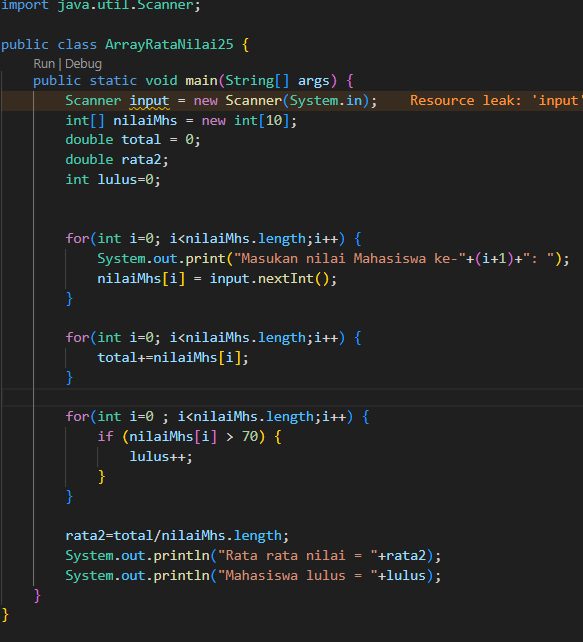 import java.util.Scanner;
public class ArrayRataNilai25 {
Run | Debug
public static void main(String[] args) {
Scanner input = new Scanner(System.in); Resource leak: 'input'
int[] nilaiMhs = new int[10];
double total = 0;
double rata2;
int lulus=0;
for(int i=0; i<nilaiMhs.length;i++) {
System.out.print("Masukan nilai Mahasiswa ke-"+(i+1)+": ");
nilaiMhs[i] = input.nextInt();
}
for(int i=0; i<nilaiMhs.length;i++) {
total+=nilaiMhs[i];
}
for(int i=0 ; i<nilaiMhs.length;i++) {
if (nilaiMhs[i] > 70) {
lulus++;
}
}
rata2=total/nilaiMhs.length;
System.out.println("Rata rata nilai = "+rata2);
System.out.println("Mahasiswa lulus = "+lulus);
}
}